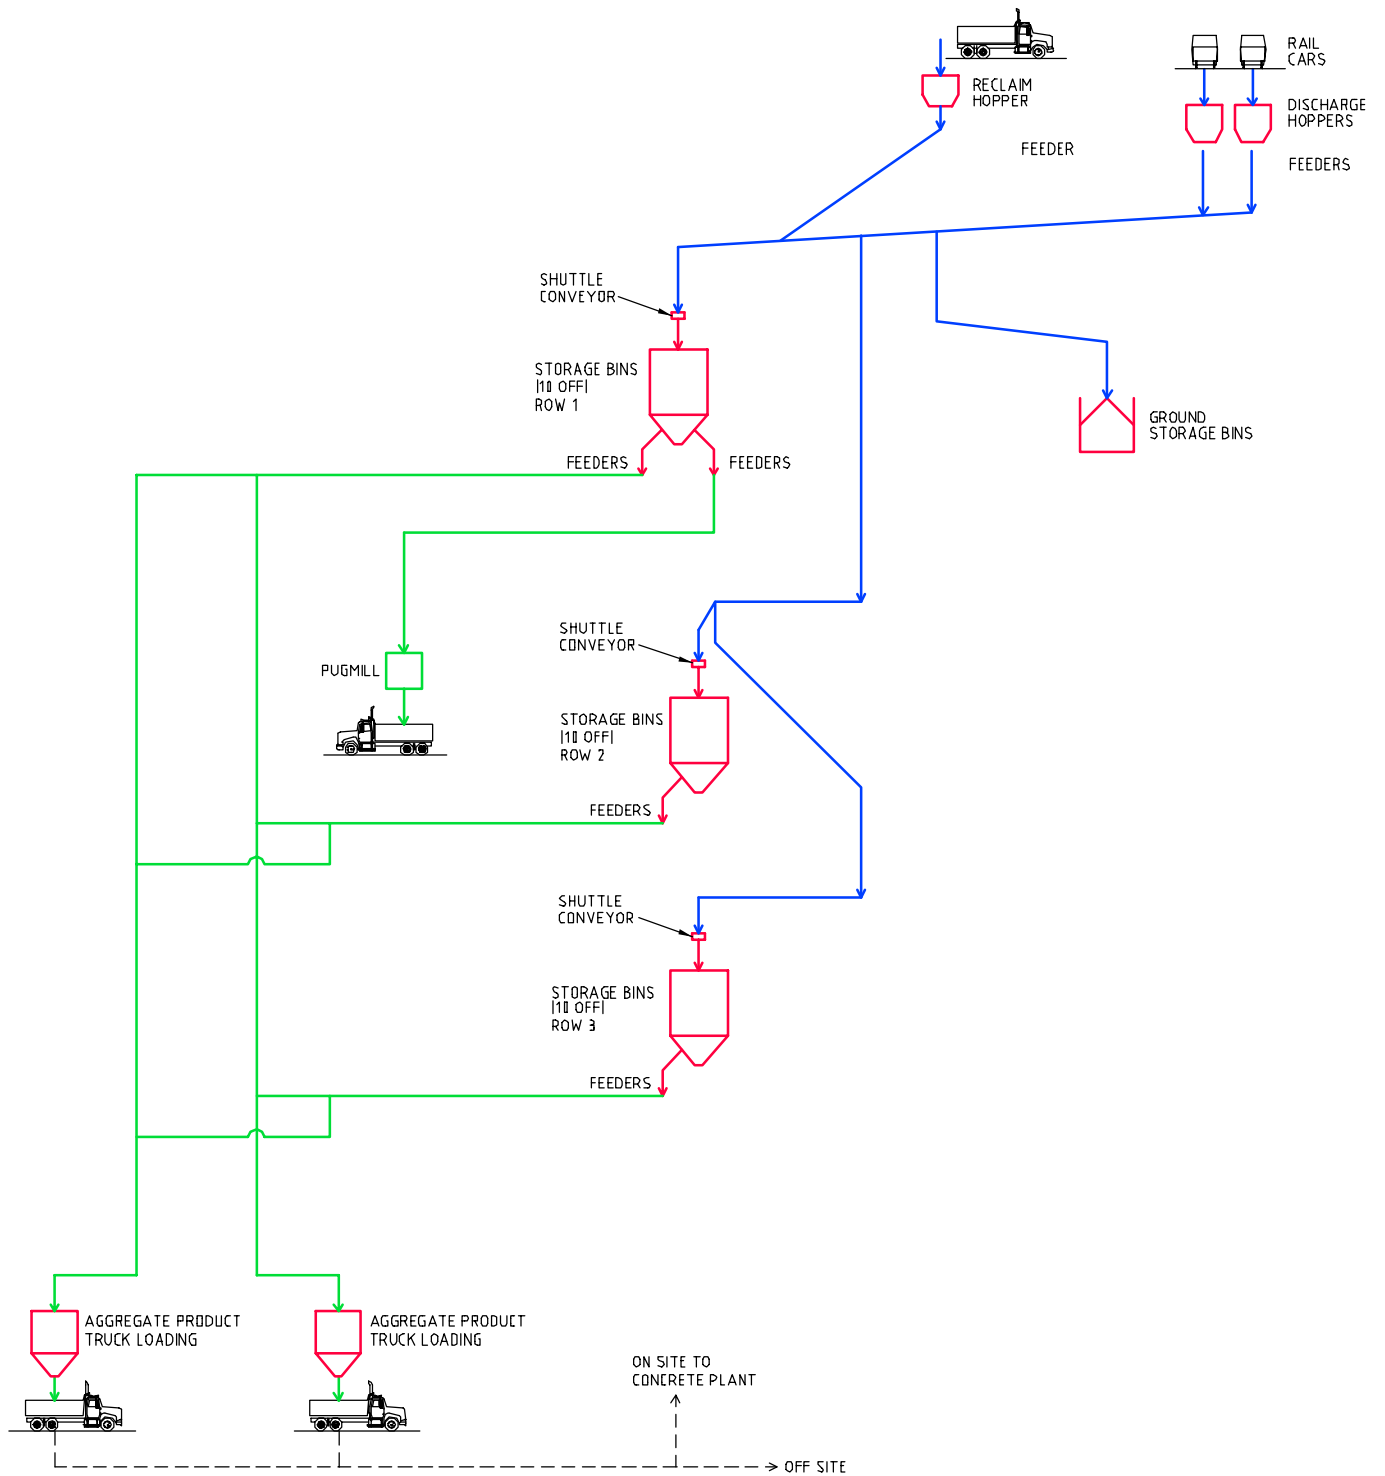 RAIL
CARS
RECLAIM
HOPPER
DISCHARGE
HOPPERS
FEEDER
FEEDERS
SHUTTLE
CONVEYOR
STORAGE BINS
|10 OFF|
ROW 1
GROUND
STORAGE BINS
FEEDERS
FEEDERS
SHUTTLE
CONVEYOR
PUGMILL
STORAGE BINS
|10 OFF|
ROW 2
FEEDERS
SHUTTLE
CONVEYOR
STORAGE BINS
|10 OFF|
ROW 3
FEEDERS
AGGREGATE PRODUCT
TRUCK LOADING
AGGREGATE PRODUCT
TRUCK LOADING
ON SITE TO
CONCRETE PLANT
OFF SITE